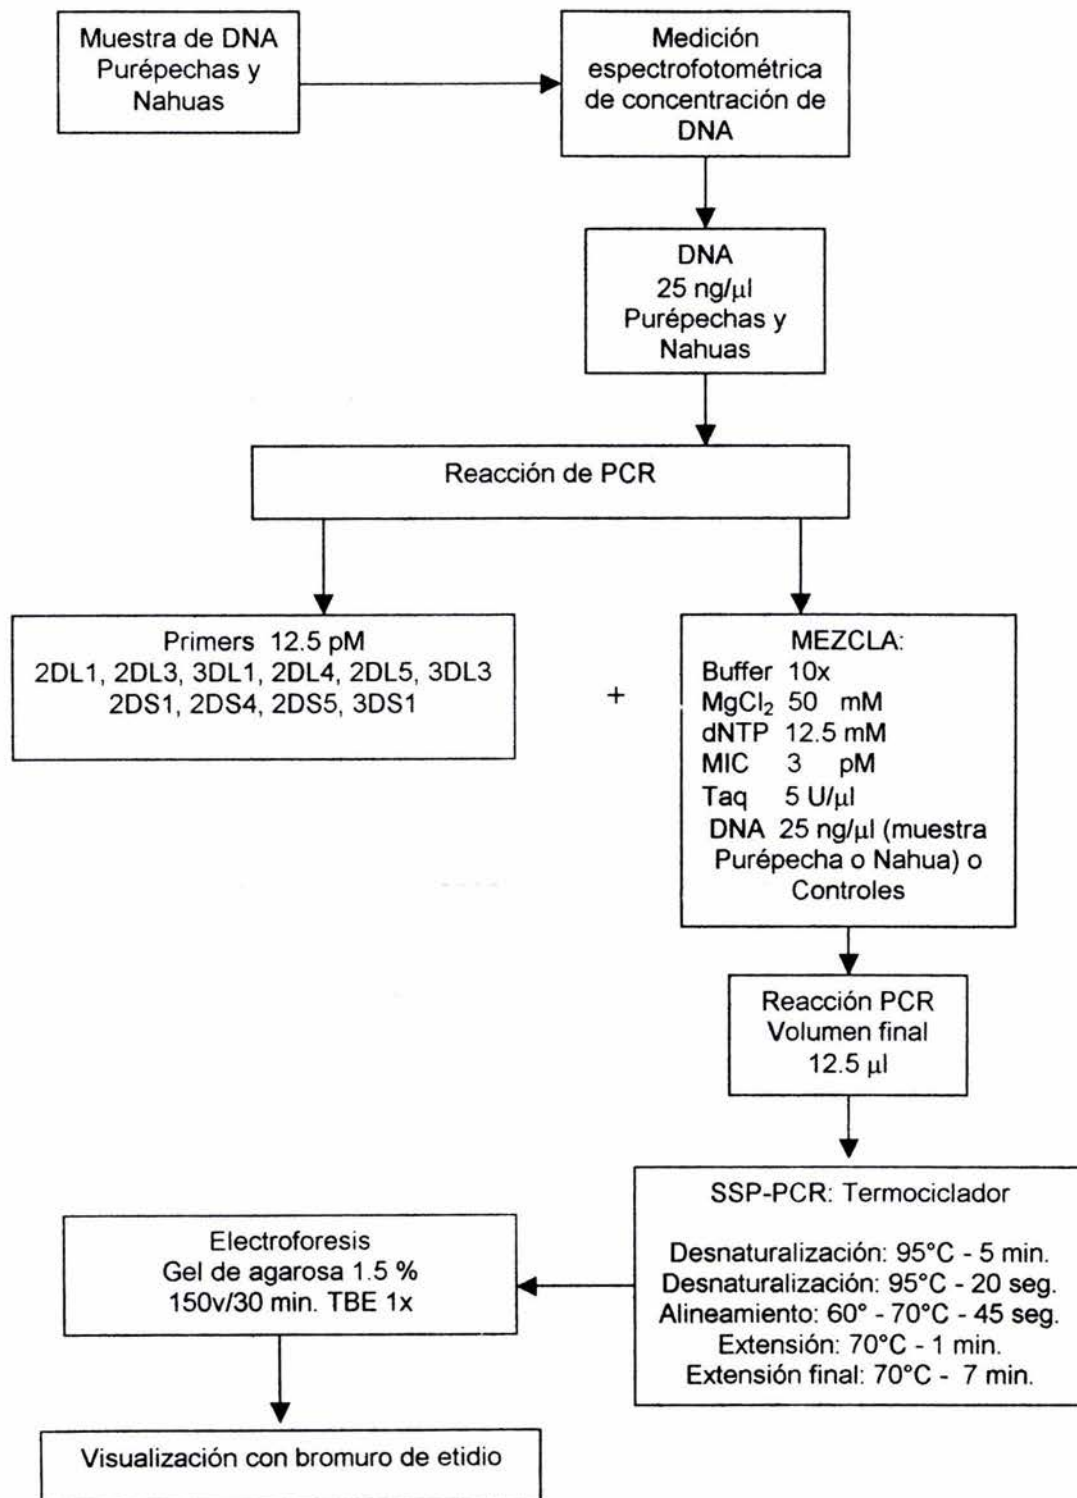 Muestra de DNA
Purépechas y
Nahuas
Medición
espectrofotométrica
de concentración de
DNA
DNA
25 ng/μl
Purépechas y
Nahuas
Reacción de PCR
Primers 12.5 pM
2DL1, 2DL3, 3DL1, 2DL4, 2DL5, 3DL3
2DS1, 2DS4, 2DS5, 3DS1
+
MEZCLA:
Buffer 10x
MgCl₂ 50 mM
dNTP 12.5 mM
MIC 3 pM
Taq 5 U/μl
DNA 25 ng/μl (muestra
Purépecha o Nahua) o
Controles
Reacción PCR
Volumen final
12.5 μl
SSP-PCR: Termociclador
Desnaturalización: 95°C - 5 min.
Desnaturalización: 95°C - 20 seg.
Alineamiento: 60° - 70°C - 45 seg.
Extensión: 70°C - 1 min.
Extensión final: 70°C - 7 min.
Electroforesis
Gel de agarosa 1.5 %
150v/30 min. TBE 1x
Visualización con bromuro de etidio